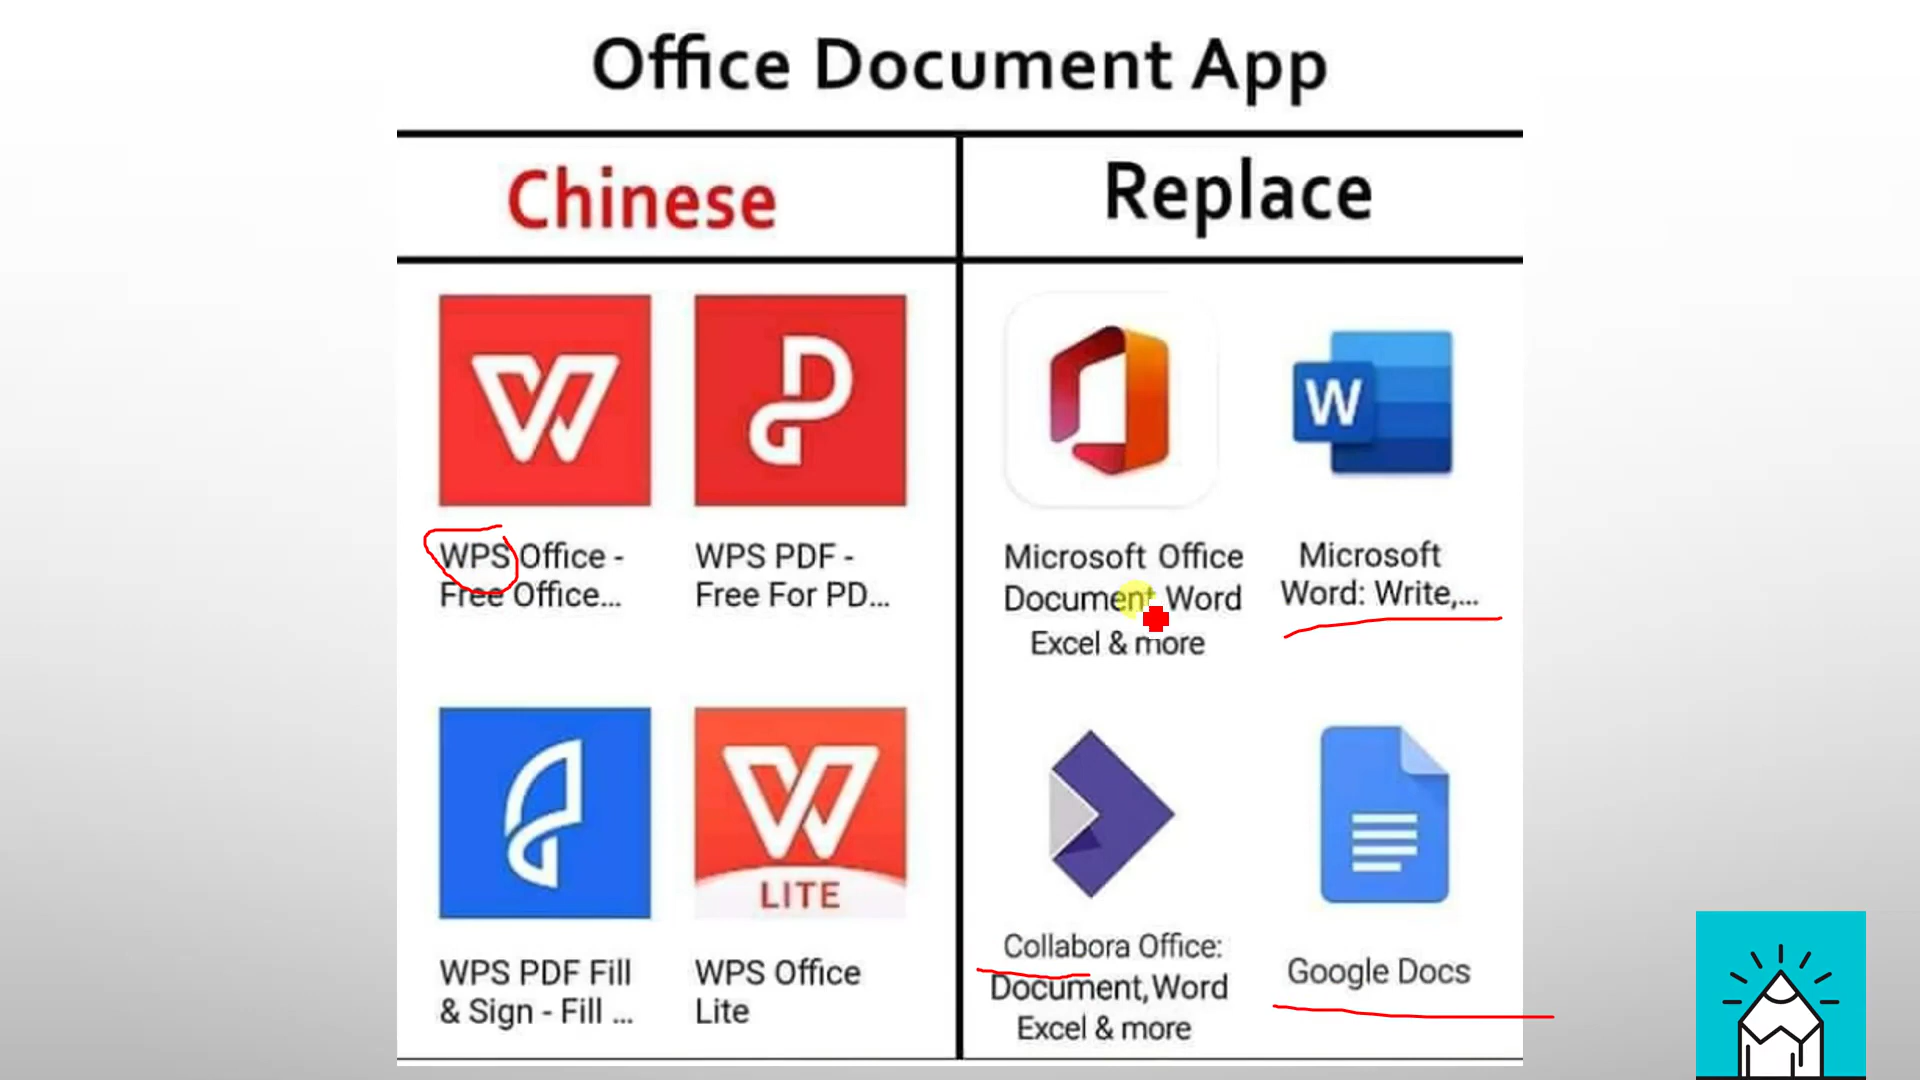 Office Document App
Chinese
Replace
W
WPS Office -
Free Office...
WPS PDF -
Free For PD...
Microsoft Office
Document, Word
Excel & more
Microsoft
Word: Write,...
LITE
WPS PDF Fill
& Sign - Fill ...
WPS Office
Lite
Collabora Office:
Document, Word
Excel & more
Google Docs